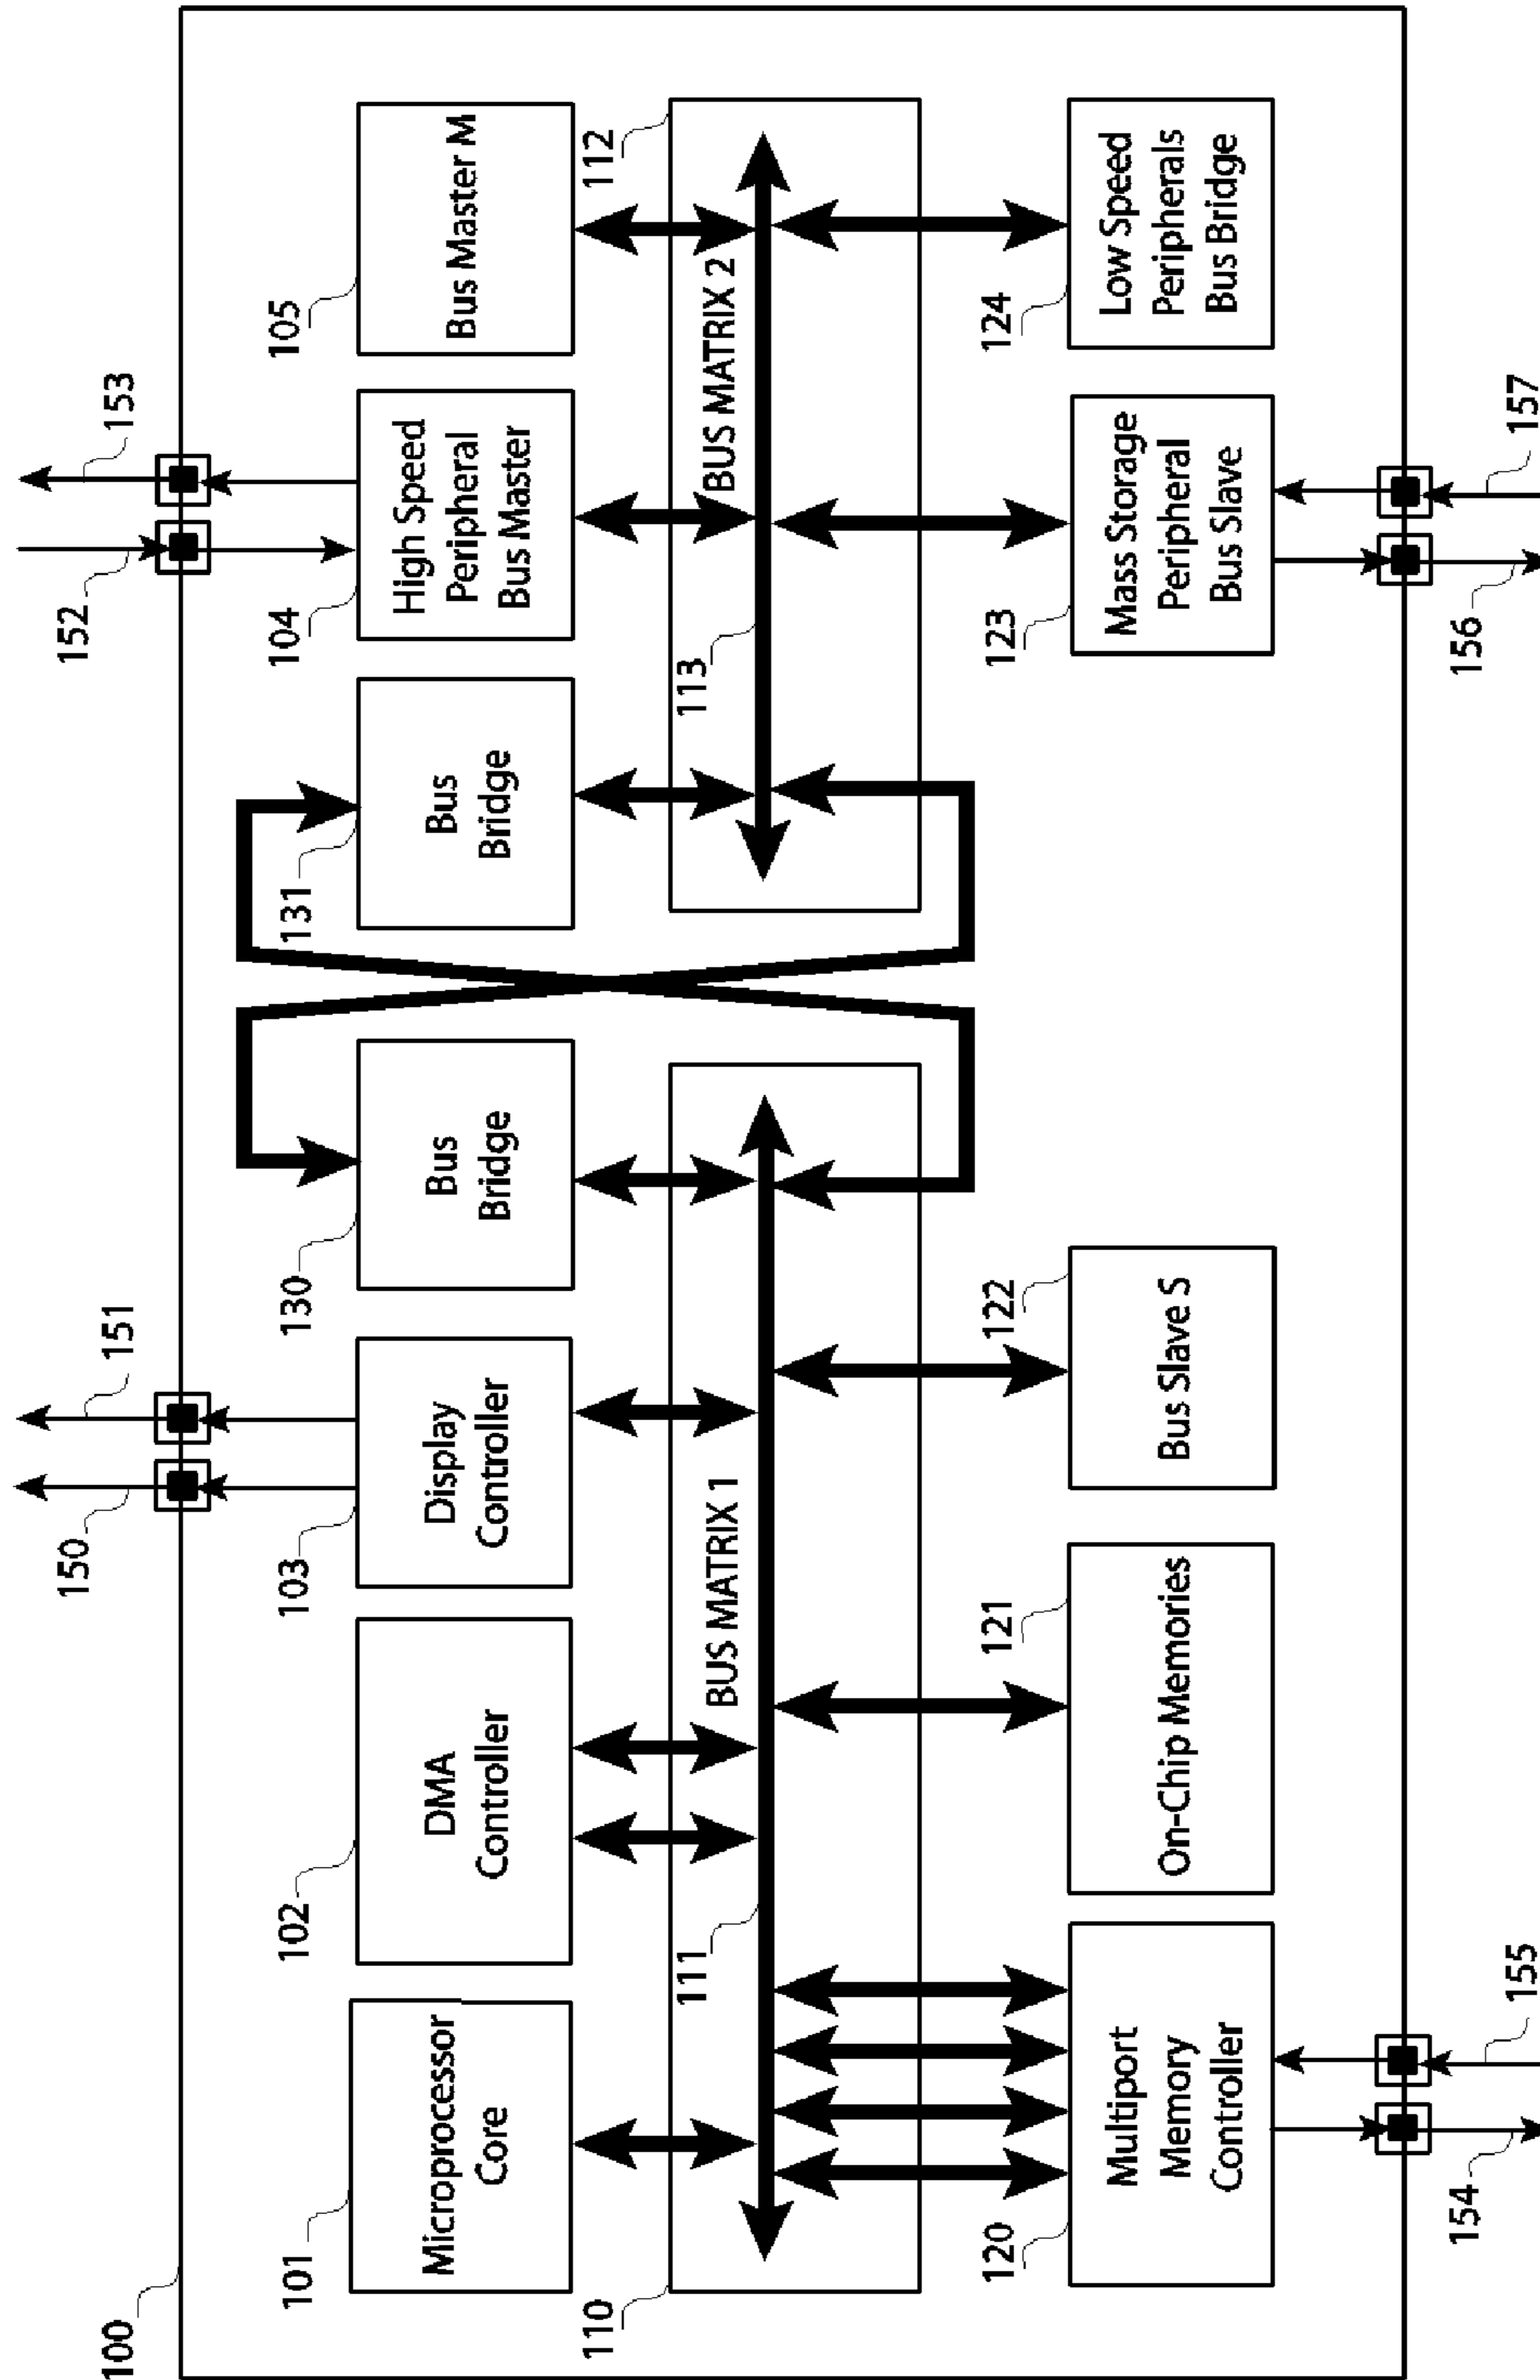 100
150
151
152
153
101
Microprocessor
Core
102
DMA
Controller
103
Display
Controller
130
Bus
Bridge
131
Bus
Bridge
104
High Speed
Peripheral
Bus Master
105
Bus Master M
110
111
BUS MATRIX 1
113
BUS MATRIX 2
112
120
Multiport
Memory
Controller
121
On-Chip Memories
122
Bus Slave S
123
Mass Storage
Peripheral
Bus Slave
124
Low Speed
Peripherals
Bus Bridge
154
155
156
157